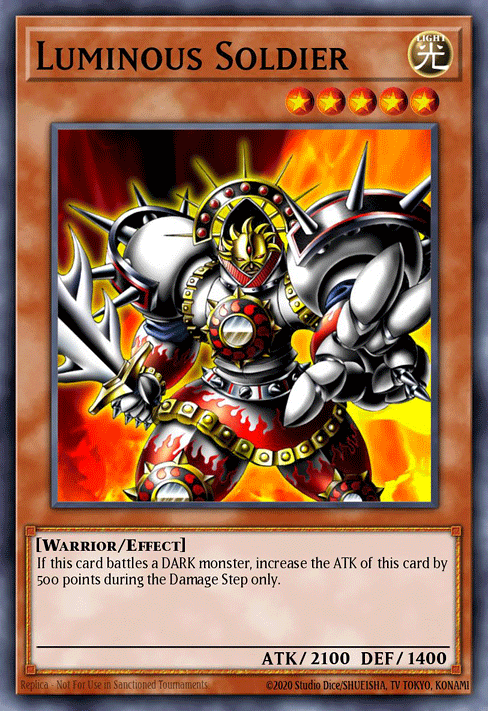 LUMINOUS SOLDIER
LIGHT
光
[WARRIOR/EFFECT]
If this card battles a DARK monster, increase the ATK of this card by
500 points during the Damage Step only.
ATK/2100 DEF/1400
Replica - Not For Use in Sanctioned Tournaments
©2020 Studio Dice/SHUEISHA, TV TOKYO, KONAMI